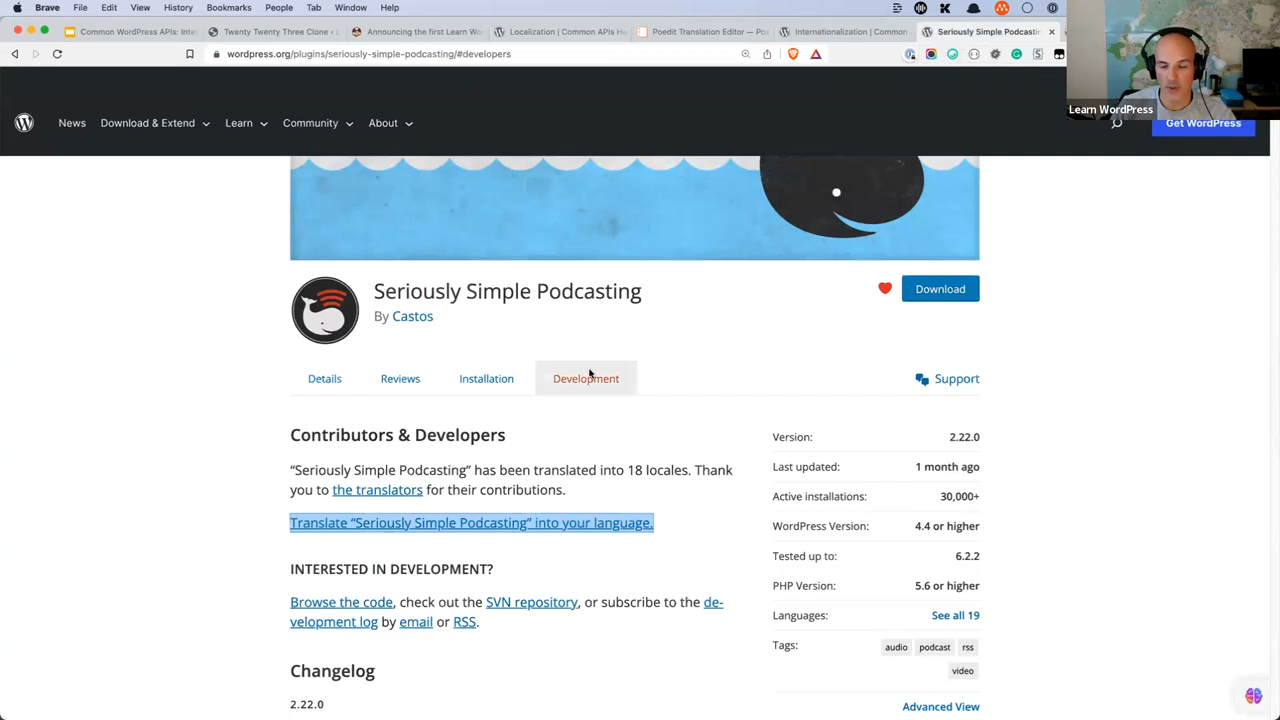 Brave File Edit View History Bookmarks People Tab Window Help
Common WordPress APIs: Inte
Twenty Twenty Three Clone ‹ L
Announcing the first Learn Wo
Localization | Common APIs Ha
Poedit Translation Editor – Poe
Internationalization | Common
Seriously Simple Podcastin
wordpress.org/plugins/seriously-simple-podcasting/#developers
Learn WordPress
News Download & Extend Learn Community About Get WordPress
Seriously Simple Podcasting
By Castos
Download
Details Reviews Installation Development Support
Contributors & Developers
“Seriously Simple Podcasting” has been translated into 18 locales. Thank
you to the translators for their contributions.
Translate “Seriously Simple Podcasting” into your language.
INTERESTED IN DEVELOPMENT?
Browse the code, check out the SVN repository, or subscribe to the de-
velopment log by email or RSS.
Changelog
2.22.0
Version: 2.22.0
Last updated: 1 month ago
Active installations: 30,000+
WordPress Version: 4.4 or higher
Tested up to: 6.2.2
PHP Version: 5.6 or higher
Languages: See all 19
Tags: audio podcast rss
video
Advanced View